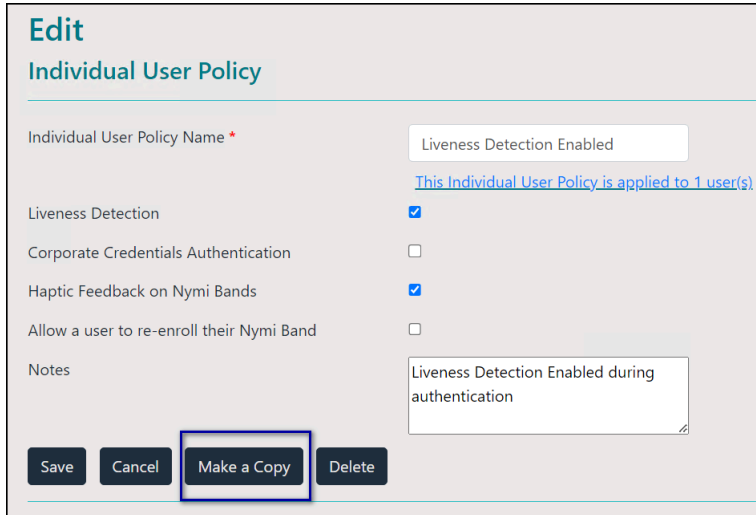 Edit
Individual User Policy
Individual User Policy Name *
Liveness Detection Enabled
This Individual User Policy is applied to 1 user(s)
Liveness Detection
Corporate Credentials Authentication
Haptic Feedback on Nymi Bands
Allow a user to re-enroll their Nymi Band
Notes
Liveness Detection Enabled during
authentication
Save Cancel Make a Copy Delete